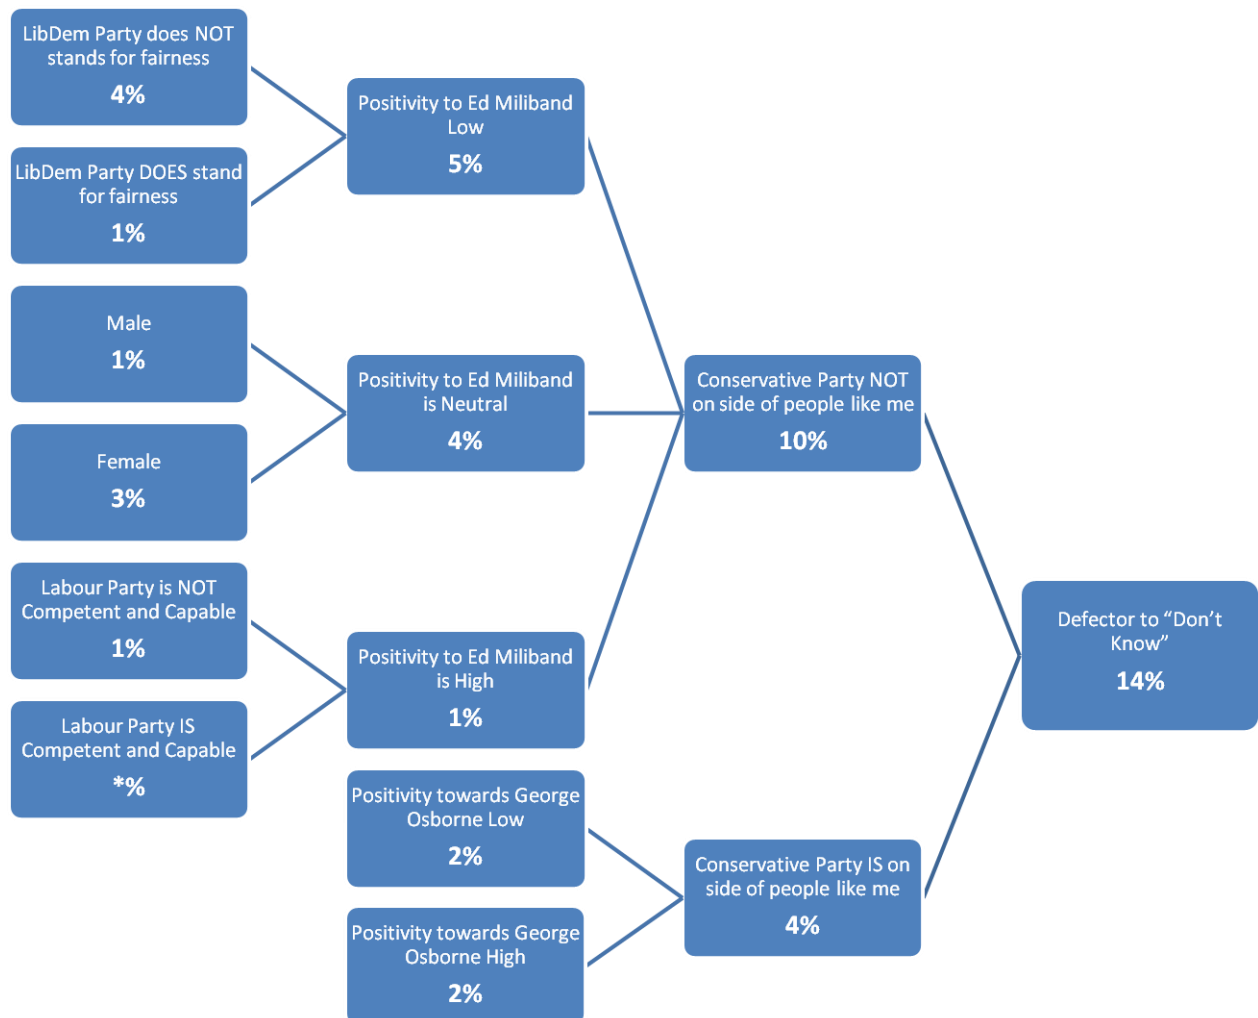 LibDem Party does NOT
stands for fairness
4%
LibDem Party DOES stand
for fairness
1%
Male
1%
Female
3%
Labour Party is NOT
Competent and Capable
1%
Labour Party IS
Competent and Capable
*%
Positivity to Ed Miliband
Low
5%
Positivity to Ed Miliband
is Neutral
4%
Positivity to Ed Miliband
is High
1%
Positivity towards George
Osborne Low
2%
Positivity towards George
Osborne High
2%
Conservative Party NOT
on side of people like me
10%
Conservative Party IS on
side of people like me
4%
Defector to “Don’t
Know”
14%